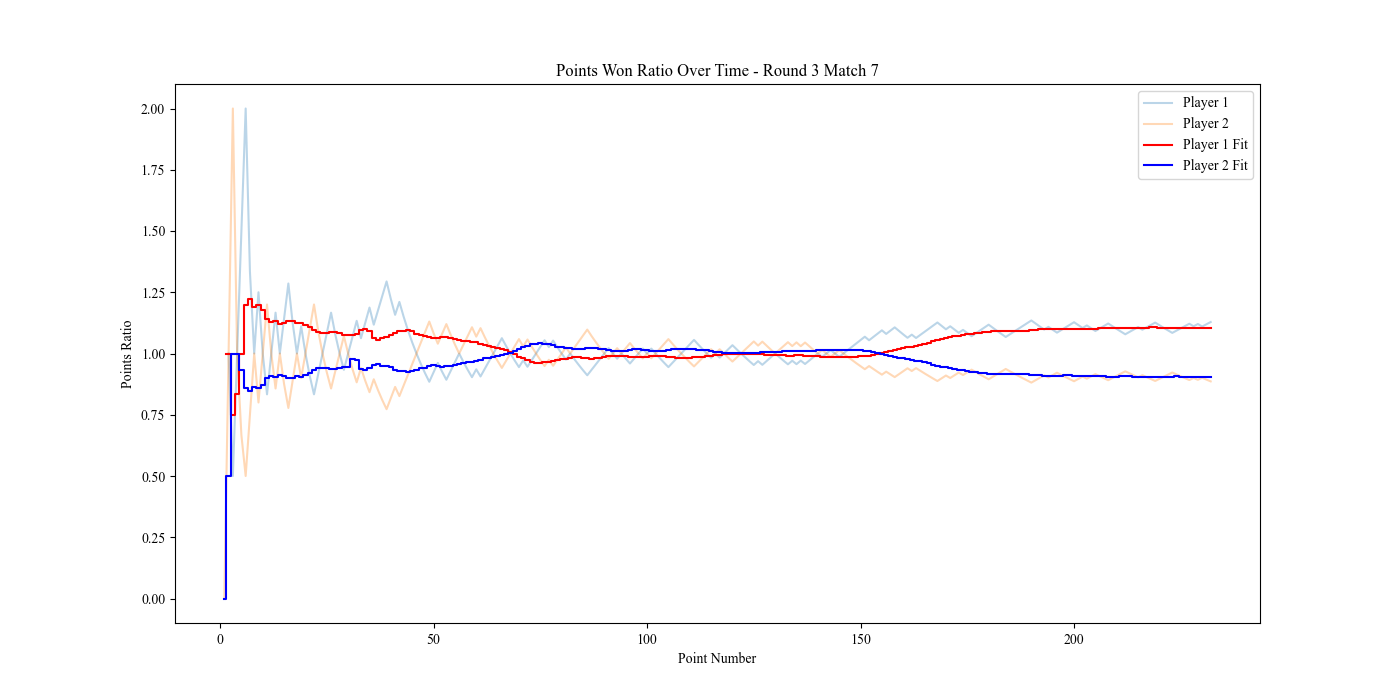 Points Won Ratio Over Time - Round 3 Match 7
Player 1
Player 2
Player 1 Fit
Player 2 Fit
Points Ratio
2.00
1.75
1.50
1.25
1.00
0.75
0.50
0.25
0.00
0 50 100 150 200
Point Number